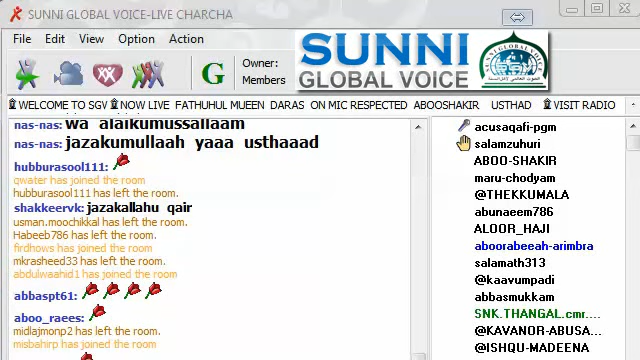 SUNNI GLOBAL VOICE-LIVE CHARCHA
File Edit View Option Action
G
Owner:
Members
SUNNI
GLOBAL VOICE
WELCOME TO SGV NOW LIVE FATHUHUL MUEEN DARAS ON MIC RESPECTED ABOOSHAKIR USTHAD VISIT RADIO
nas-nas: wa alaikumussallaam
nas-nas: jazakumullaah yaaa usthaaad
hubburasool111:
qwater has joined the room
hubburasool111 has left the room.
shakkeervk: jazakallahu qair
usman.moochikkal has left the room.
Habeeb786 has left the room.
firdhows has joined the room
mkrasheed33 has left the room.
abdulwaahid1 has joined the room
abbaspt61:
aboo_raees:
midlajmonp2 has left the room.
misbahirp has joined the room
acusaqafi-pgm
salamzuhuri
ABOO-SHAKIR
maru-chodyam
@THEKKUMALA
abunaeem786
ALOOR_HAJI
aboorabeeah-arimbra
salamath313
@kaavumpadi
abbasmukkam
SNK.THANGAL.cmr....
@KAVANOR-ABUSA...
@ISHQU-MADEENA